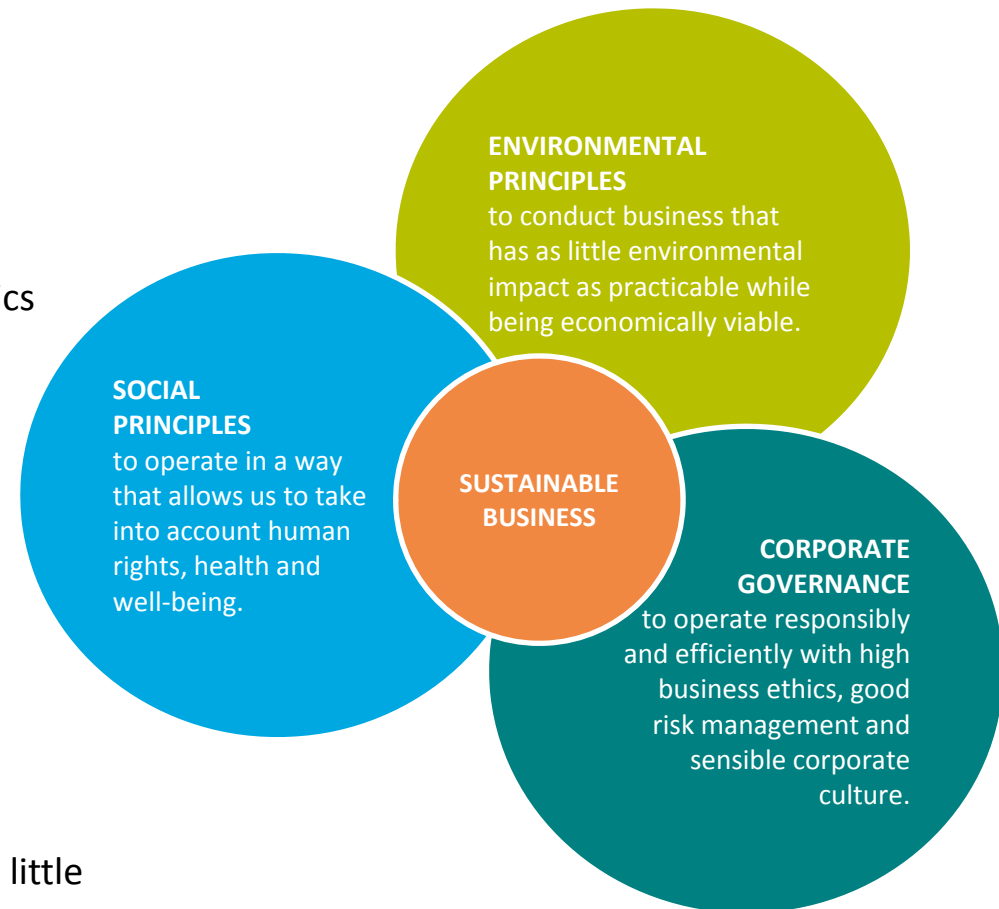 ENVIRONMENTAL
PRINCIPLES
to conduct business that
has as little environmental
impact as practicable while
being economically viable.
cs
SOCIAL
PRINCIPLES
to operate in a way
that allows us to take
into account human
rights, health and
well-being.
SUSTAINABLE
BUSINESS
CORPORATE
GOVERNANCE
to operate responsibly
and efficiently with high
business ethics, good
risk management and
sensible corporate
culture.
little